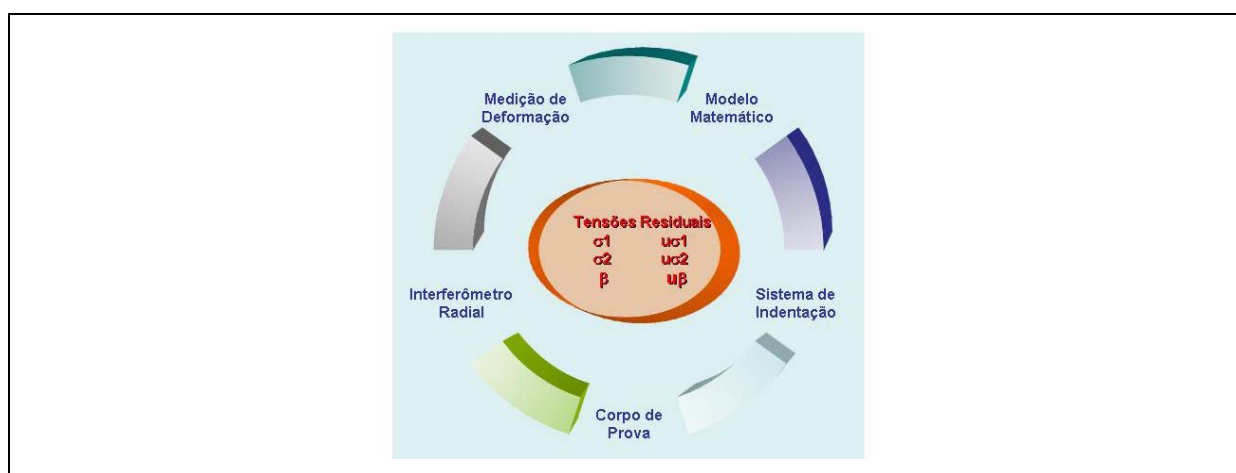 Medição de
Deformação
Modelo
Matemático
Tensões Residuais
σ1 uσ1
σ2 uσ2
β uβ
Interferômetro
Radial
Sistema de
Indentação
Corpo de
Prova